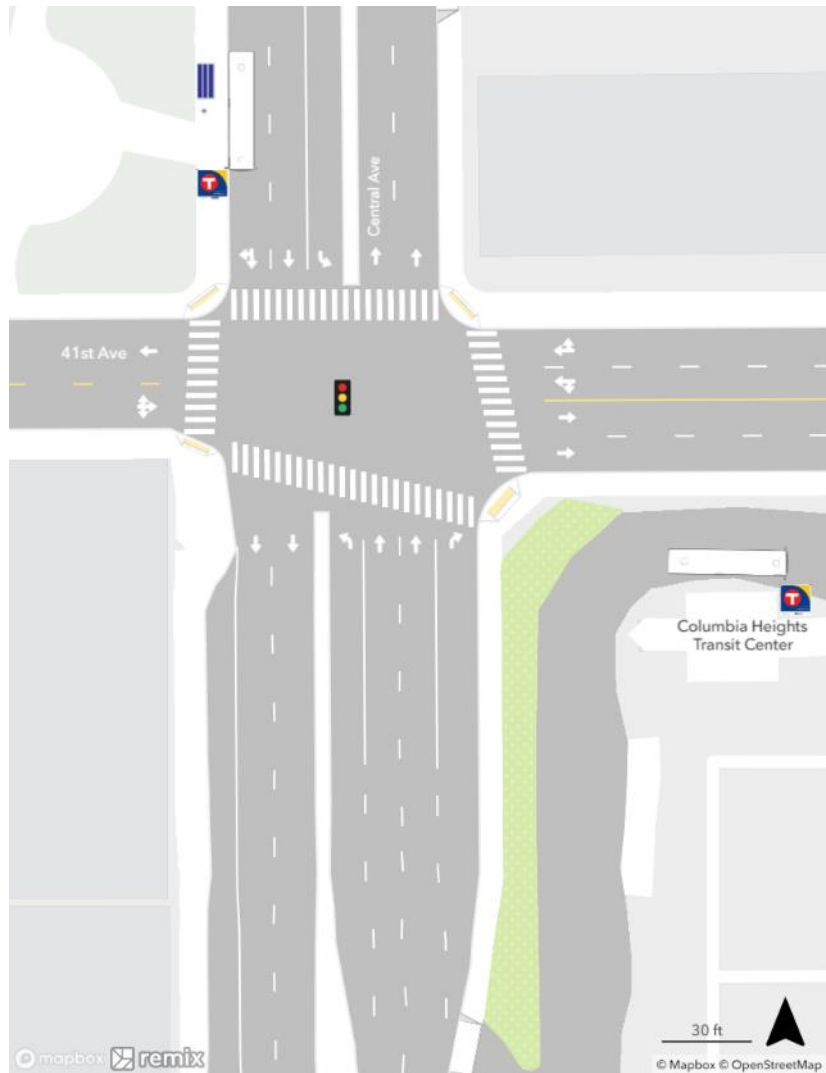 Central Ave
41st Ave
T
T
Columbia Heights
Transit Center
30 ft
mapbox remix
© Mapbox © OpenStreetMap